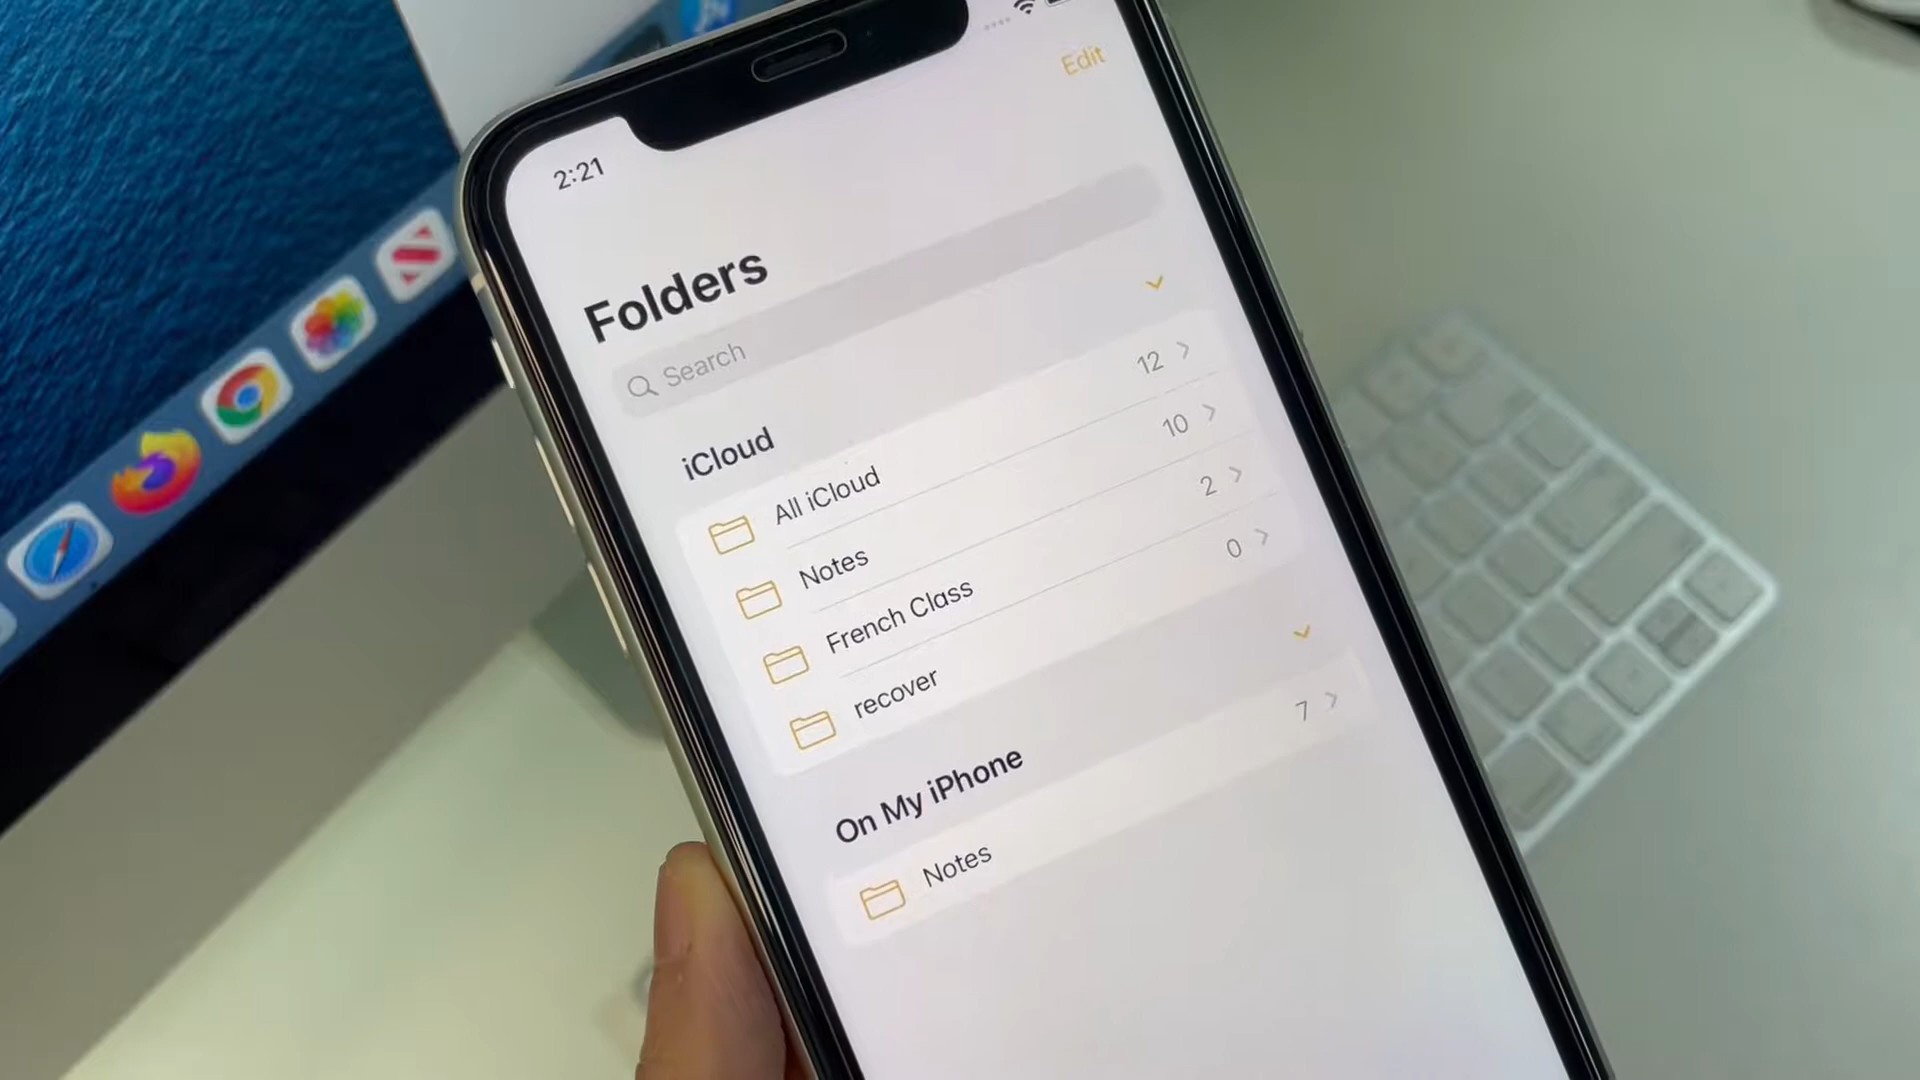 2:21
Edit
Folders
Search
iCloud
All iCloud 12
Notes 10
French Class 2
recover 0
On My iPhone
Notes 7